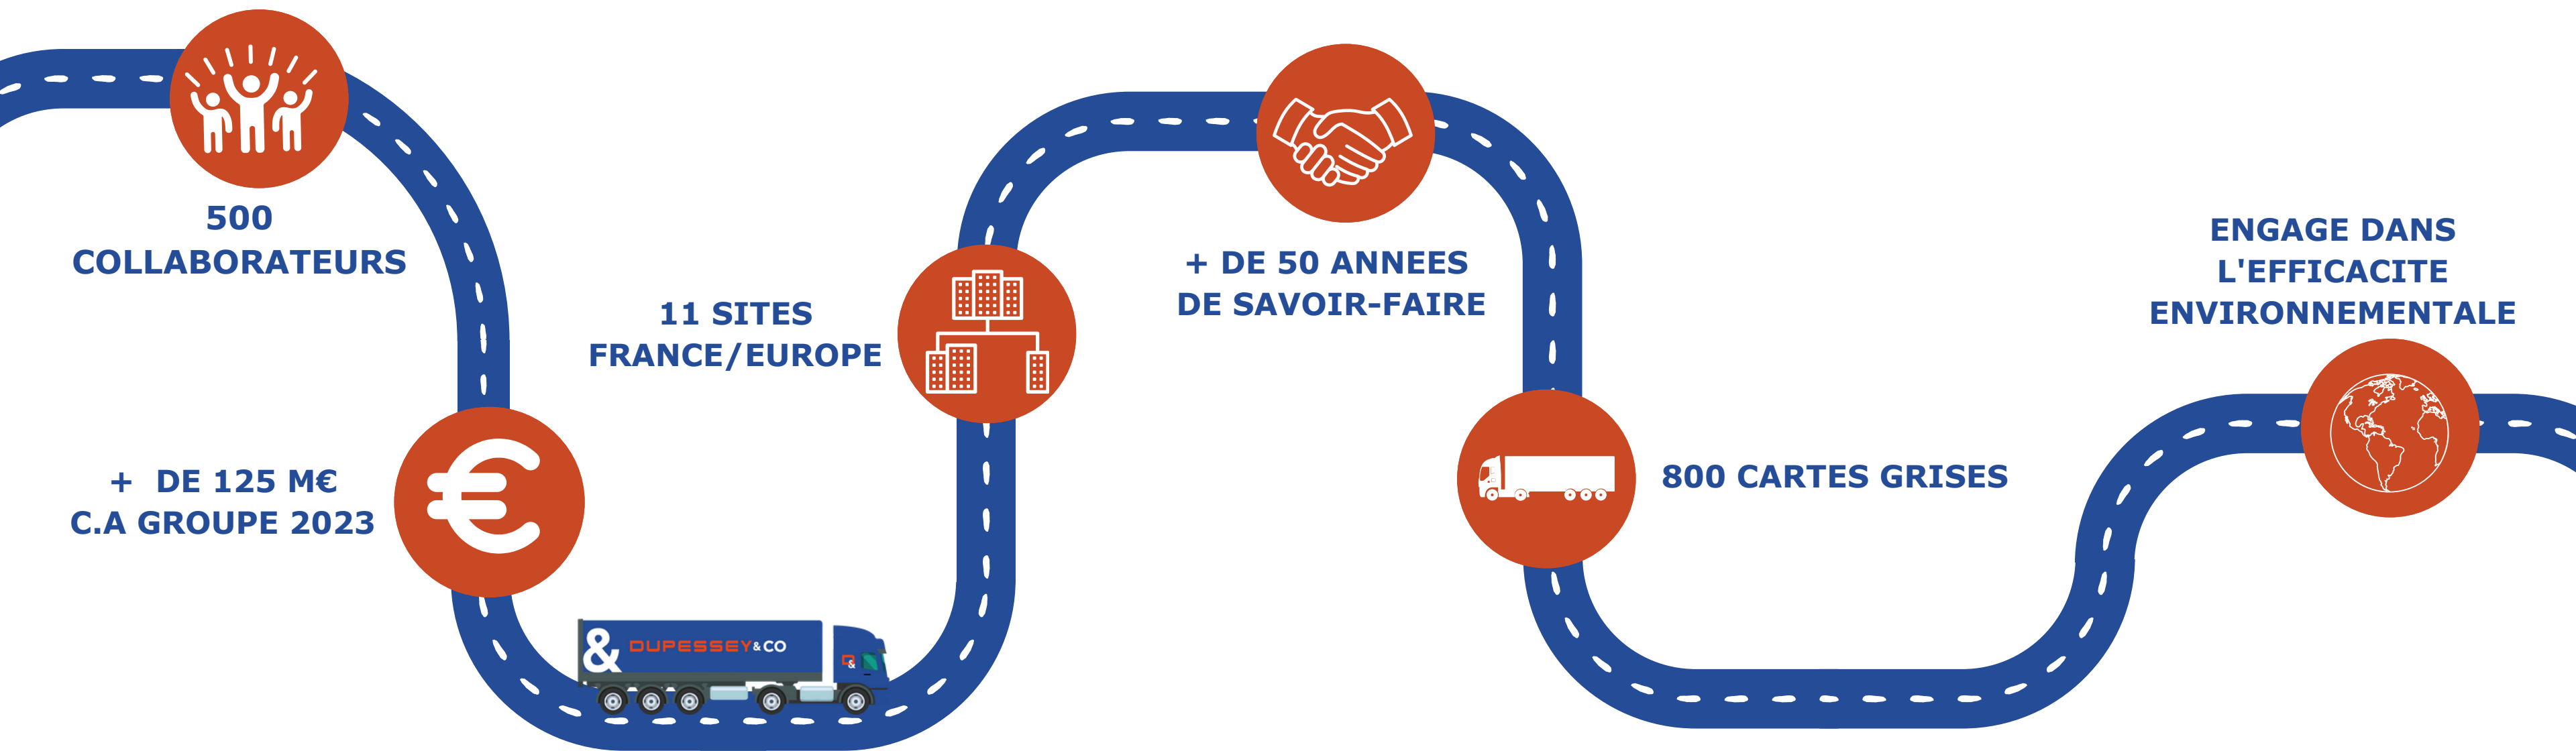 500
COLLABORATEURS
+ DE 125 M€
C.A GROUPE 2023
& DUPESSEY&CO
D&
11 SITES
FRANCE/EUROPE
+ DE 50 ANNEES
DE SAVOIR-FAIRE
800 CARTES GRISES
ENGAGE DANS
L'EFFICACITE
ENVIRONNEMENTALE